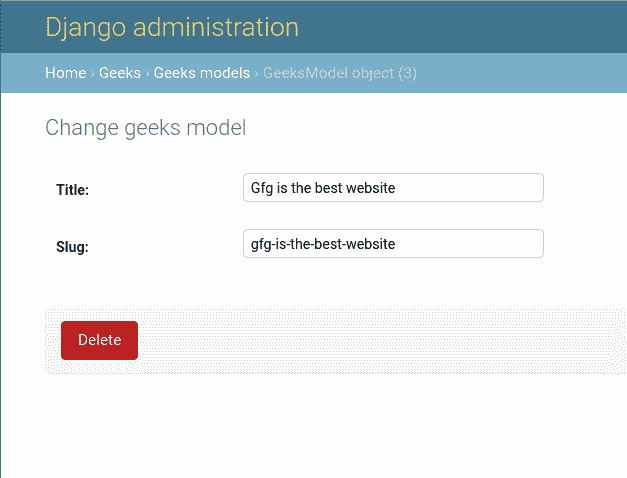 Django administration
Home › Geeks › Geeks models › GeeksModel object (3)
Change geeks model
Title: Gfg is the best website
Slug: gfg-is-the-best-website
Delete